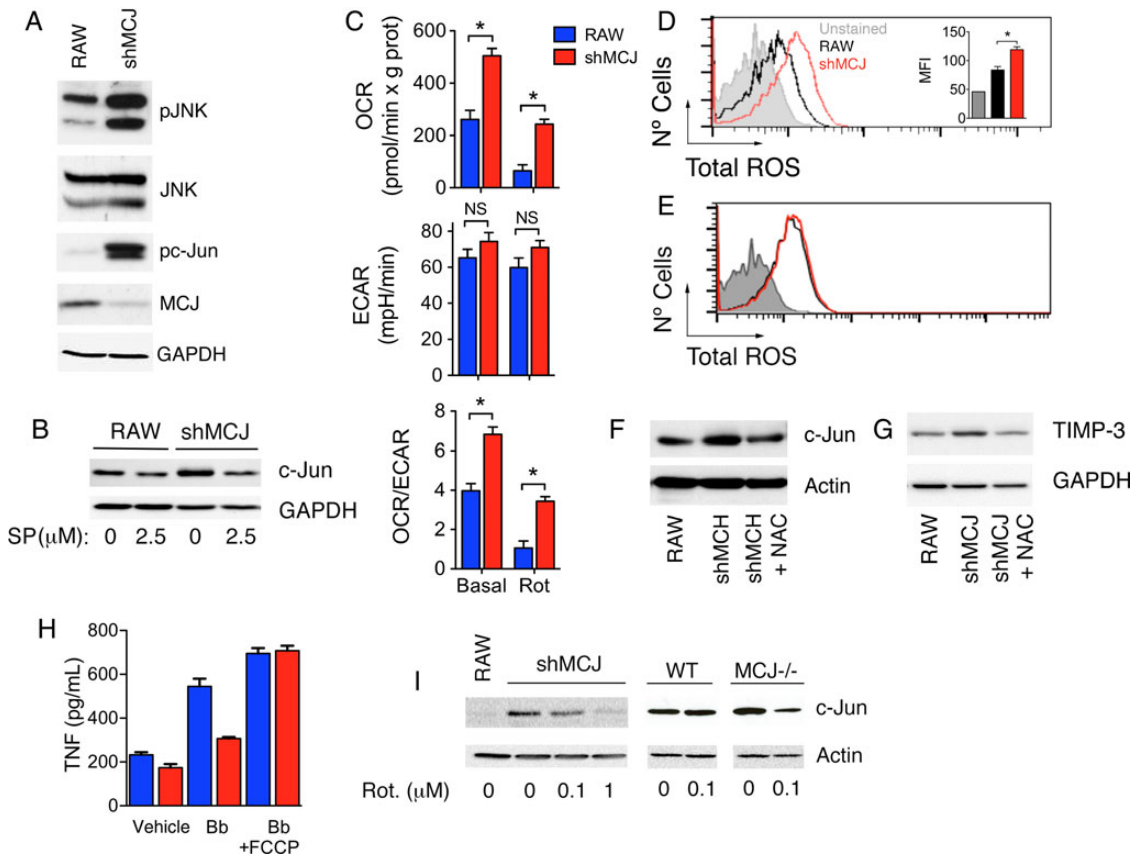 A
RAW
shMCJ
pJNK
JNK
pc-Jun
MCJ
GAPDH
B
RAW shMCJ
c-Jun
GAPDH
SP(μM): 0 2.5 0 2.5
C
RAW
shMCJ
OCR
(pmol/min x g prot)
600
400
200
0
*
*
ECAR
(mpH/min)
80
60
40
20
0
NS
NS
OCR/ECAR
8
6
4
2
0
*
*
Basal Rot
D
Unstained
RAW
shMCJ
Nº Cells
Total ROS
MFI
150
100
50
0
*
E
Nº Cells
Total ROS
F
c-Jun
Actin
RAW
shMCH
shMCH
+ NAC
G
TIMP-3
GAPDH
RAW
shMCJ
shMCJ
+ NAC
H
TNF (pg/mL)
800
600
400
200
0
Vehicle Bb Bb
+FCCP
I
RAW
shMCJ
WT MCJ-/-
c-Jun
Actin
Rot. (μM) 0 0 0.1 1 0 0.1 0 0.1